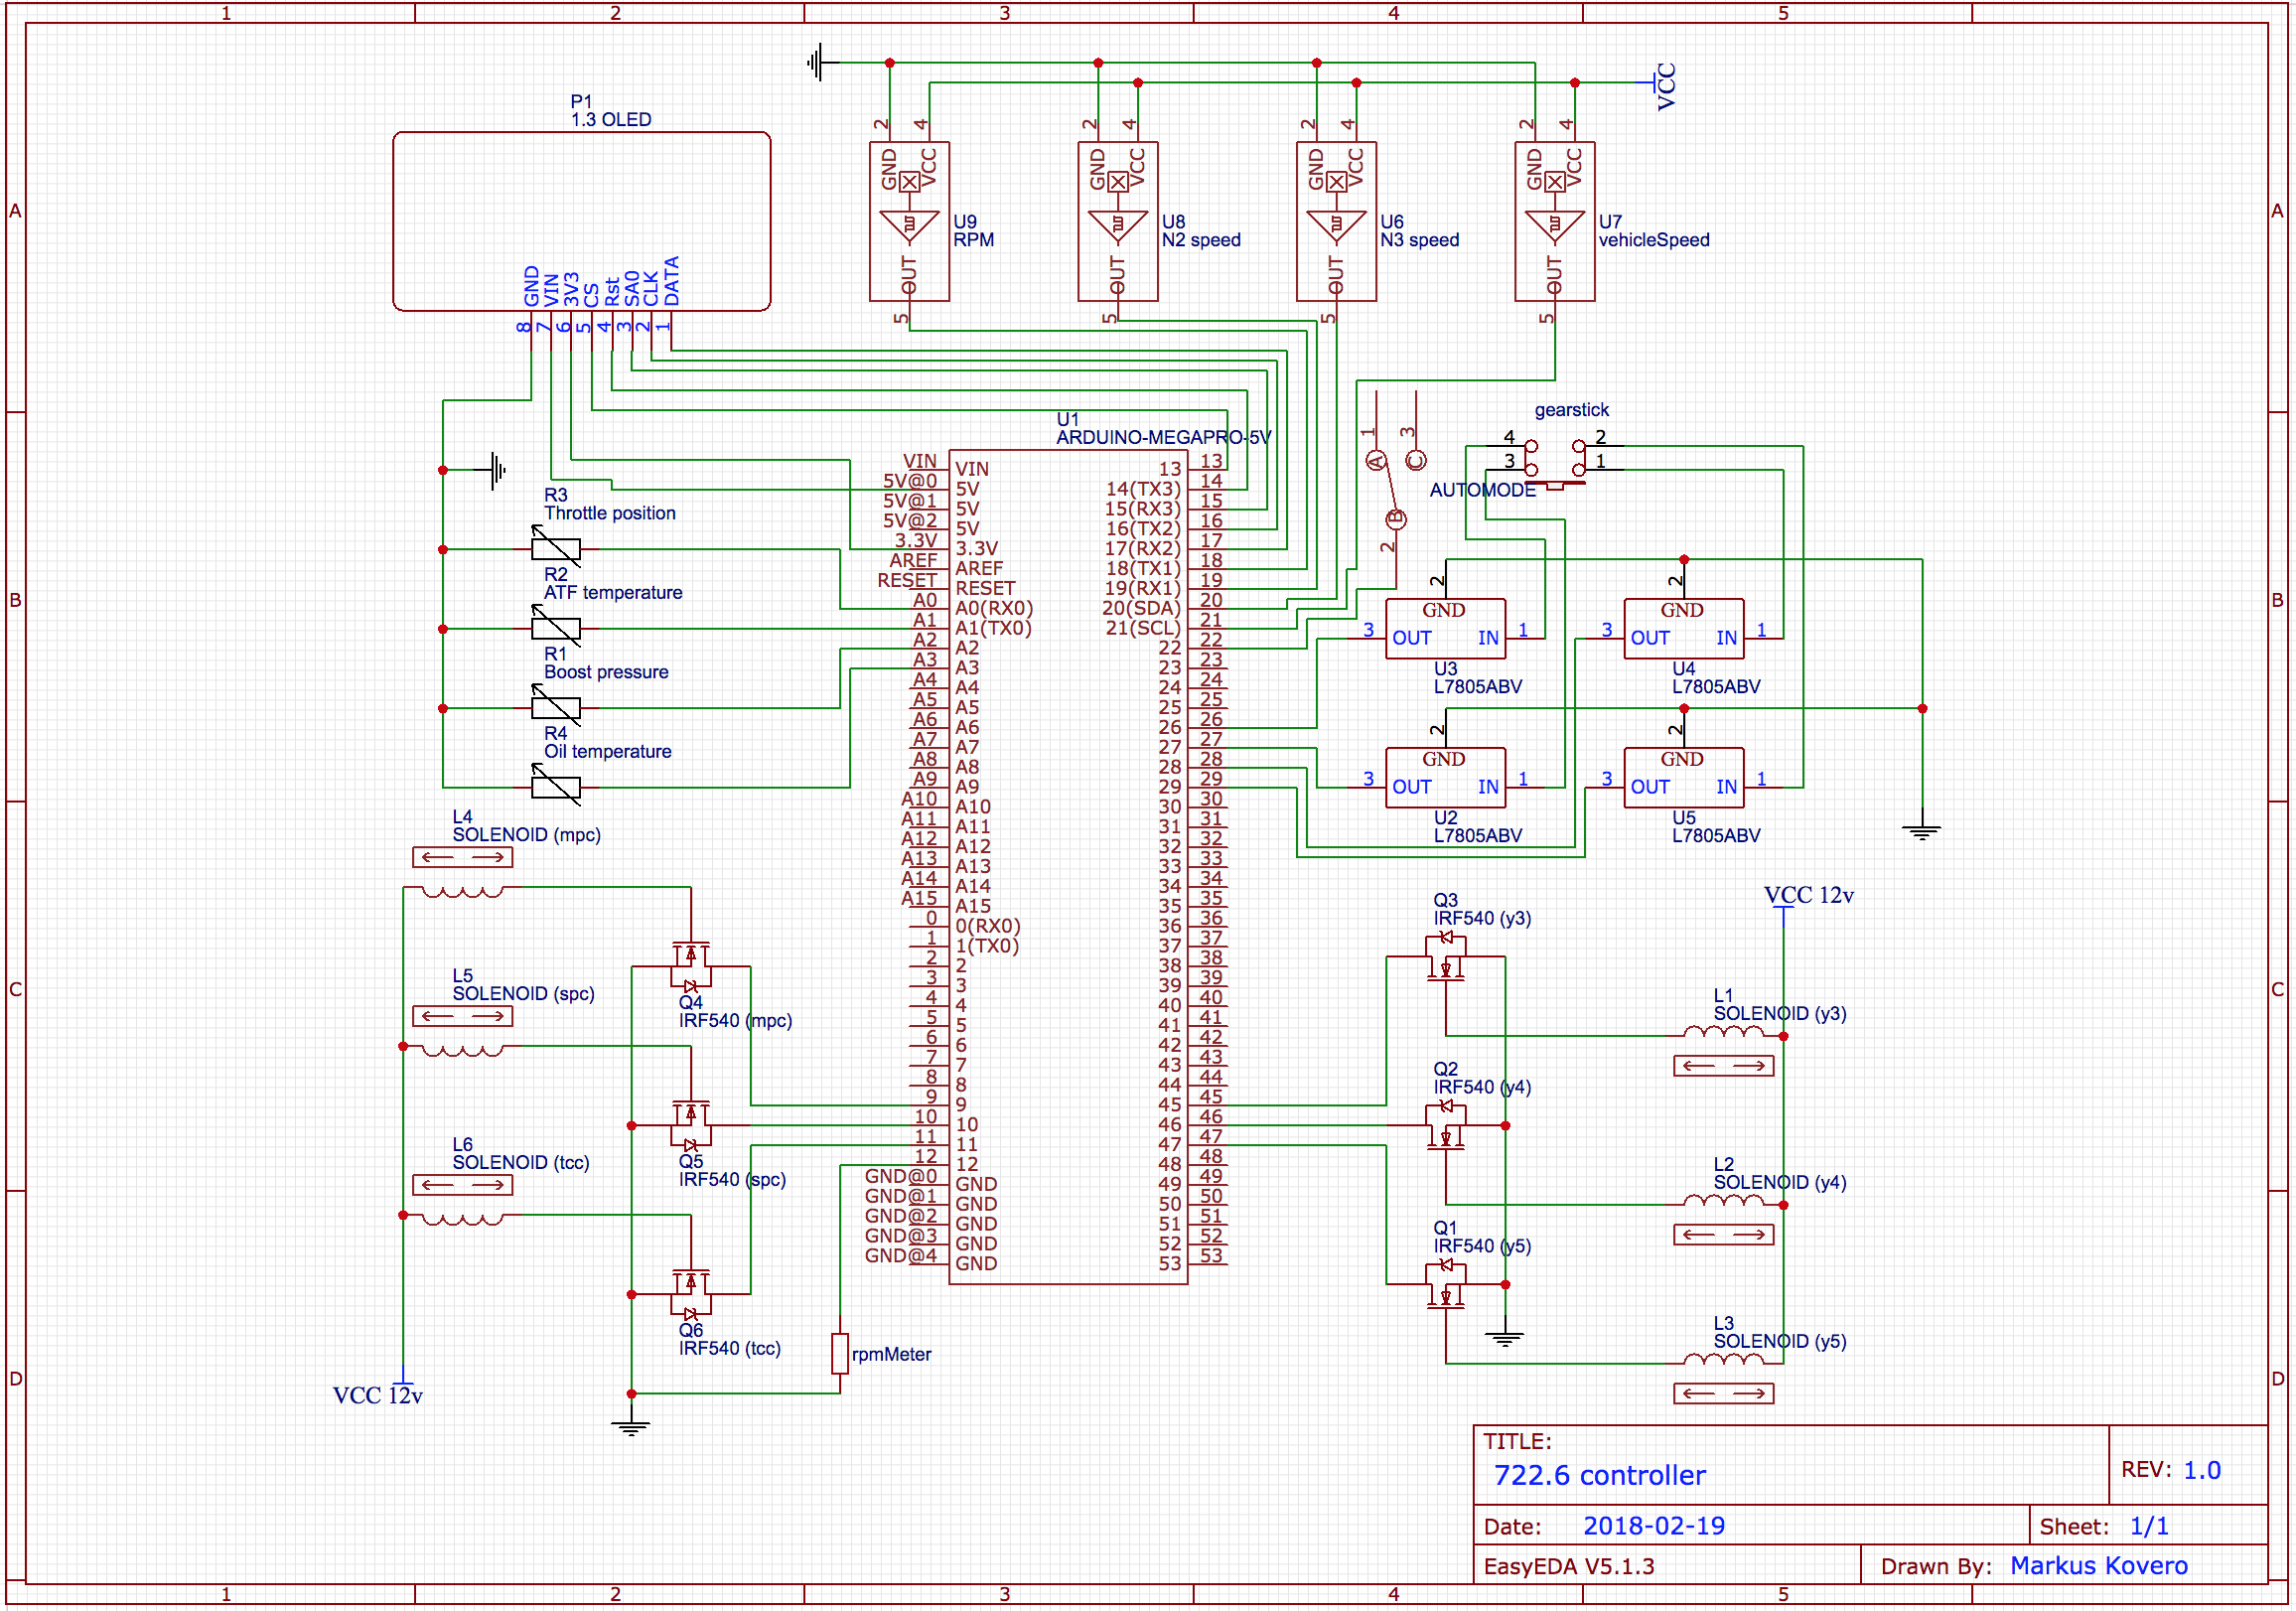 1 2 3 4 5
A
B
C
D
A
B
C
D
1 2 3 4 5
VCC
P1
1.3 OLED
GND VIN 3V3 CS Rst SA0 CLK DATA
8 7 6 5 4 3 2 1
2 4
GND VCC
OUT
5
U9
RPM
2 4
GND VCC
OUT
5
U8
N2 speed
2 4
GND VCC
OUT
5
U6
N3 speed
2 4
GND VCC
OUT
5
U7
vehicleSpeed
U1
ARDUINO-MEGAPRO-5V
VIN VIN
5V@0 5V
5V@1 5V
5V@2 5V
3.3V 3.3V
AREF AREF
RESET RESET
A0 A0(RX0)
A1 A1(TX0)
A2 A2
A3 A3
A4 A4
A5 A5
A6 A6
A7 A7
A8 A8
A9 A9
A10 A10
A11 A11
A12 A12
A13 A13
A14 A14
A15 A15
0 0(RX0)
1 1(TX0)
2 2
3 3
4 4
5 5
6 6
7 7
8 8
9 9
10 10
11 11
12 12
GND@0 GND
GND@1 GND
GND@2 GND
GND@3 GND
GND@4 GND
13 13
14(TX3) 14
15(RX3) 15
16(TX2) 16
17(RX2) 17
18(TX1) 18
19(RX1) 19
20(SDA) 20
21(SCL) 21
22 22
23 23
24 24
25 25
26 26
27 27
28 28
29 29
30 30
31 31
32 32
33 33
34 34
35 35
36 36
37 37
38 38
39 39
40 40
41 41
42 42
43 43
44 44
45 45
46 46
47 47
48 48
49 49
50 50
51 51
52 52
53 53
R3
Throttle position
R2
ATF temperature
R1
Boost pressure
R4
Oil temperature
1 3
A C
B
2
AUTOMODE
gearstick
4 2
3 1
2
GND
3 OUT IN 1
U3
L7805ABV
2
GND
3 OUT IN 1
U4
L7805ABV
2
GND
3 OUT IN 1
U2
L7805ABV
2
GND
3 OUT IN 1
U5
L7805ABV
L4
SOLENOID (mpc)
Q4
IRF540 (mpc)
L5
SOLENOID (spc)
Q5
IRF540 (spc)
L6
SOLENOID (tcc)
Q6
IRF540 (tcc)
VCC 12v
rpmMeter
VCC 12v
Q3
IRF540 (y3)
L1
SOLENOID (y3)
Q2
IRF540 (y4)
L2
SOLENOID (y4)
Q1
IRF540 (y5)
L3
SOLENOID (y5)
TITLE:
722.6 controller
REV: 1.0
Date: 2018-02-19
Sheet: 1/1
EasyEDA V5.1.3
Drawn By: Markus Kovero